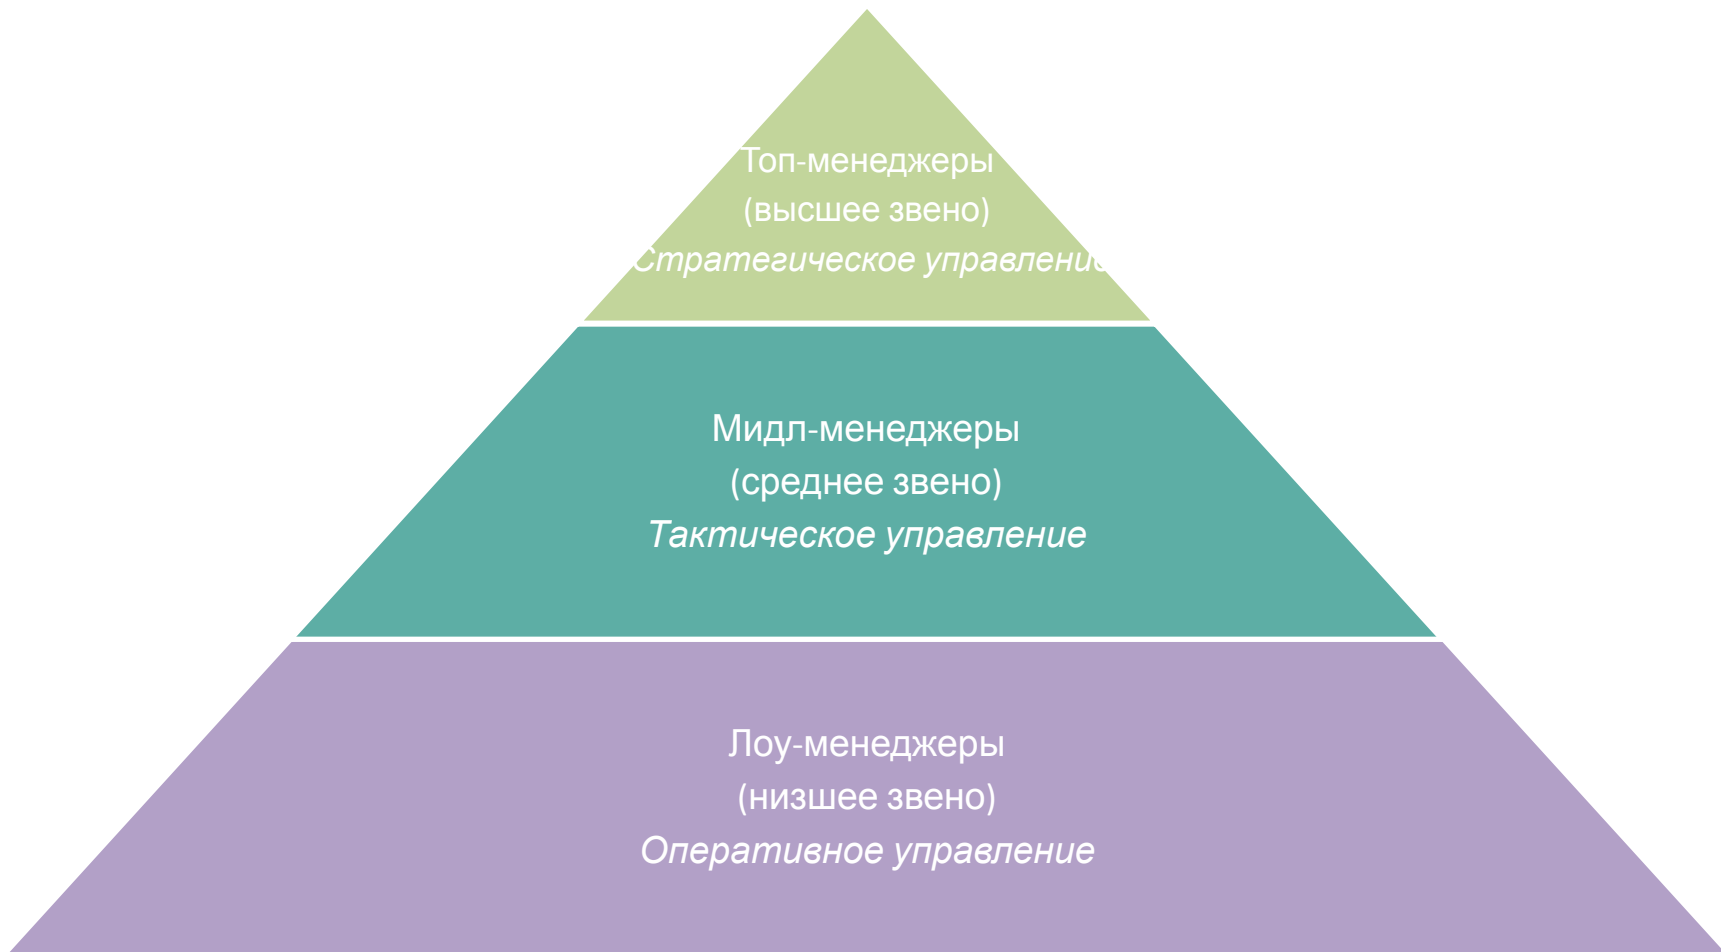 Топ-менеджеры
(высшее звено)
Стратегическое управление
Мидл-менеджеры
(среднее звено)
Тактическое управление
Лоу-менеджеры
(низшее звено)
Оперативное управление